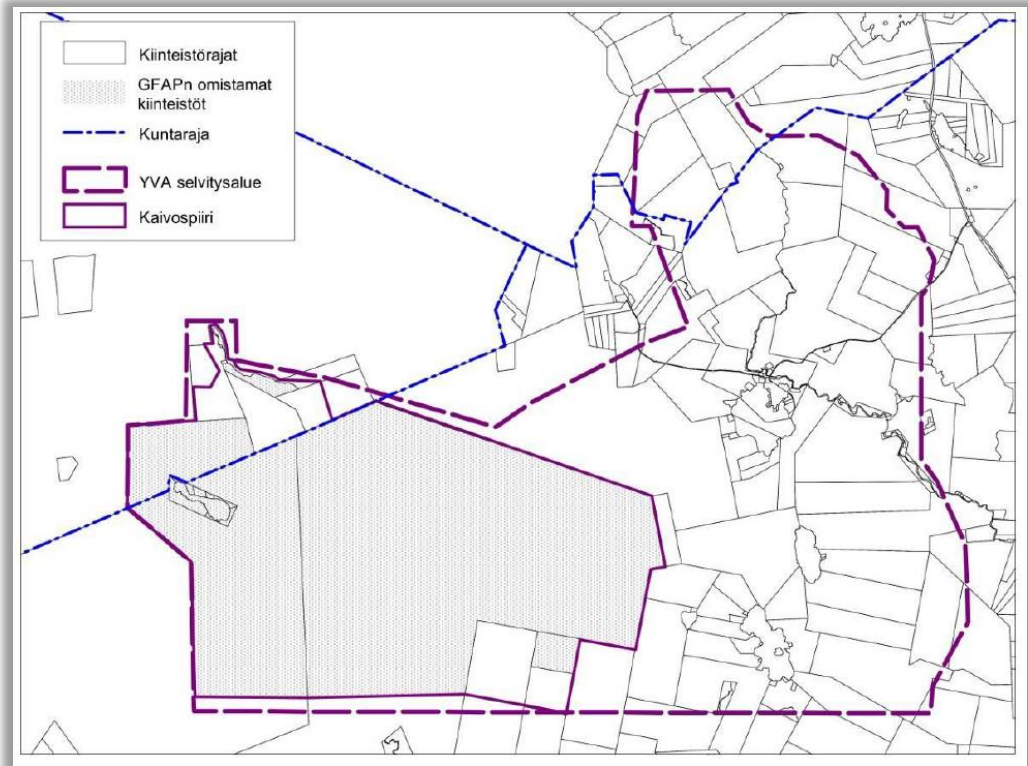 Kiinteistörajat
GFAPn omistamat
kiinteistöt
Kuntaraja
YVA selvitysalue
Kaivospiiri